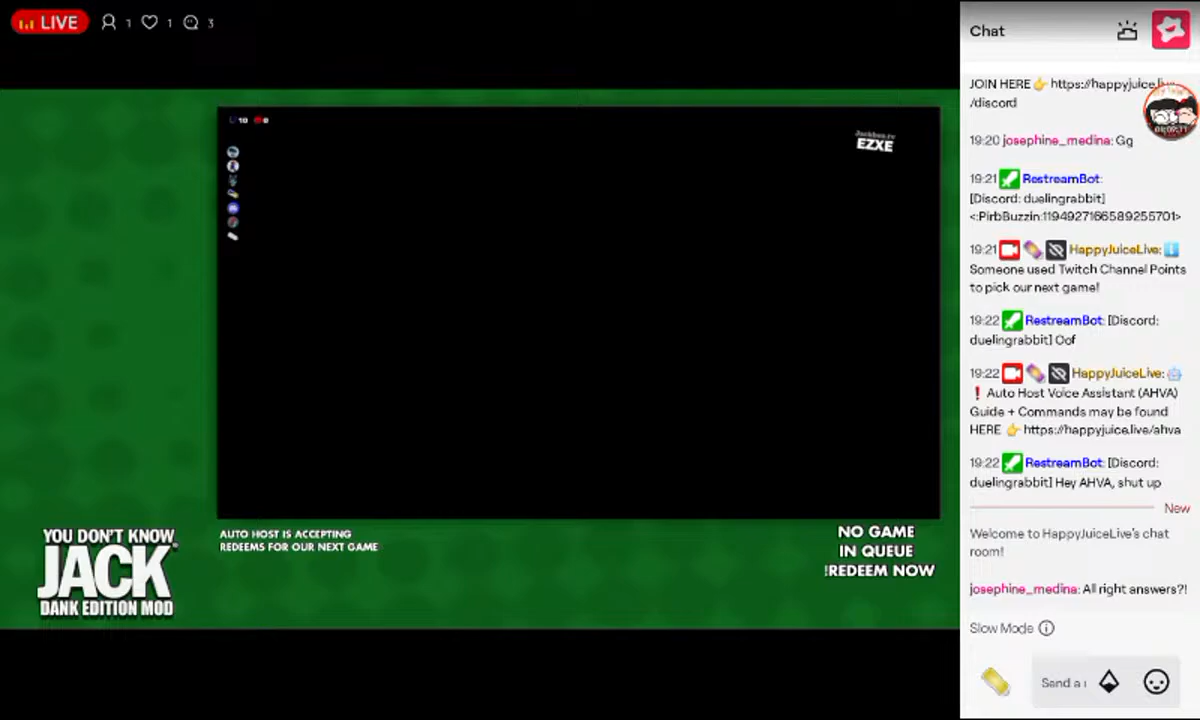 LIVE 1 1 3
10 0
Jackbox.tv
EZXE
YOU DON'T KNOW
JACK
DANK EDITION MOD
AUTO HOST IS ACCEPTING
REDEEMS FOR OUR NEXT GAME
NO GAME
IN QUEUE
!REDEEM NOW
Chat
JOIN HERE 👉 https://happyjuice.live
/discord
19:20 josephine_medina: Gg
19:21 RestreamBot:
[Discord: duelingrabbit]
<:PirbBuzzin:1194927166589255701>
19:21 HappyJuiceLive: ℹ️
Someone used Twitch Channel Points
to pick our next game!
19:22 RestreamBot: [Discord:
duelingrabbit] Oof
19:22 HappyJuiceLive: 🤖
❗ Auto Host Voice Assistant (AHVA)
Guide + Commands may be found
HERE 👉 https://happyjuice.live/ahva
19:22 RestreamBot: [Discord:
duelingrabbit] Hey AHVA, shut up
New
Welcome to HappyJuiceLive's chat
room!
josephine_medina: All right answers?!
Slow Mode
Send a